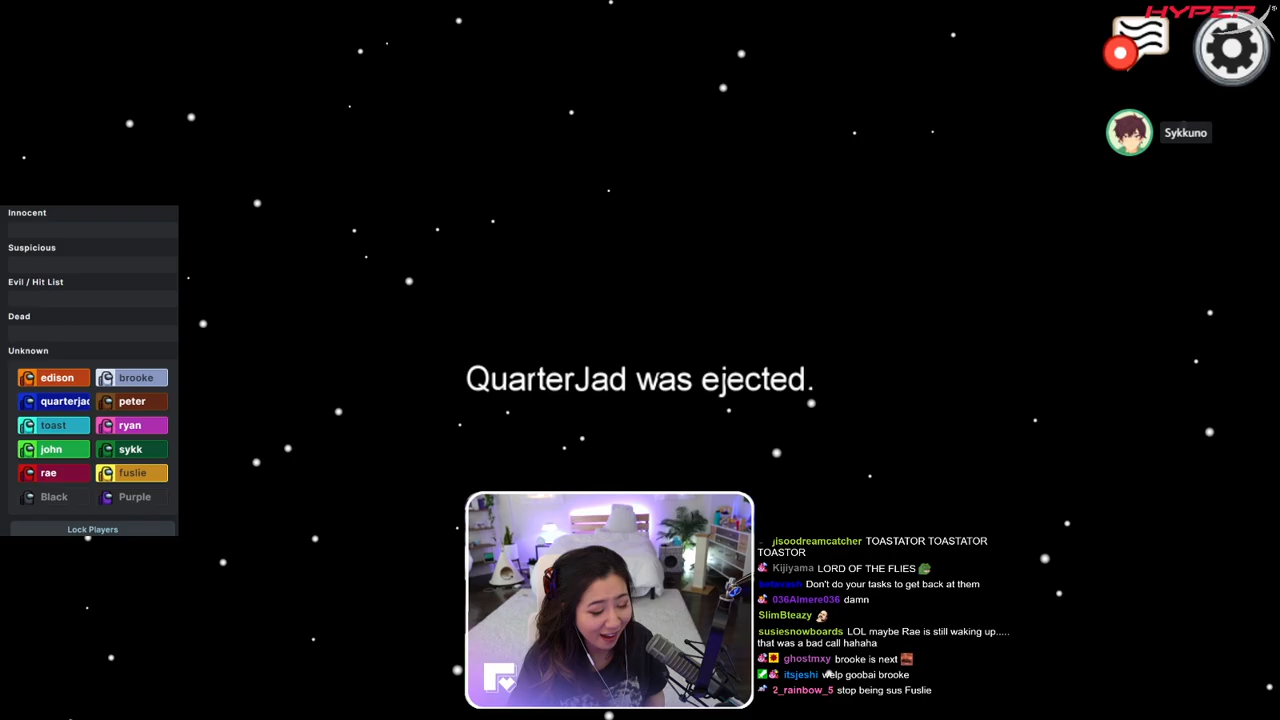 HYPERX
Sykkuno
Innocent
Suspicious
Evil / Hit List
Dead
Unknown
edison
brooke
quarterjad
peter
toast
ryan
john
sykk
rae
fuslie
Black
Purple
Lock Players
QuarterJad was ejected.
jisoodreamcatcher TOASTATOR TOASTATOR
TOASTOR
Kijiyama LORD OF THE FLIES
Don't do your tasks to get back at them
036Almere036 damn
SlimBteazy
susiesnowboards LOL maybe Rae is still waking up.....
that was a bad call hahaha
ghostmxy brooke is next
itsjeshi welp goobai brooke
2_rainbow_5 stop being sus Fuslie